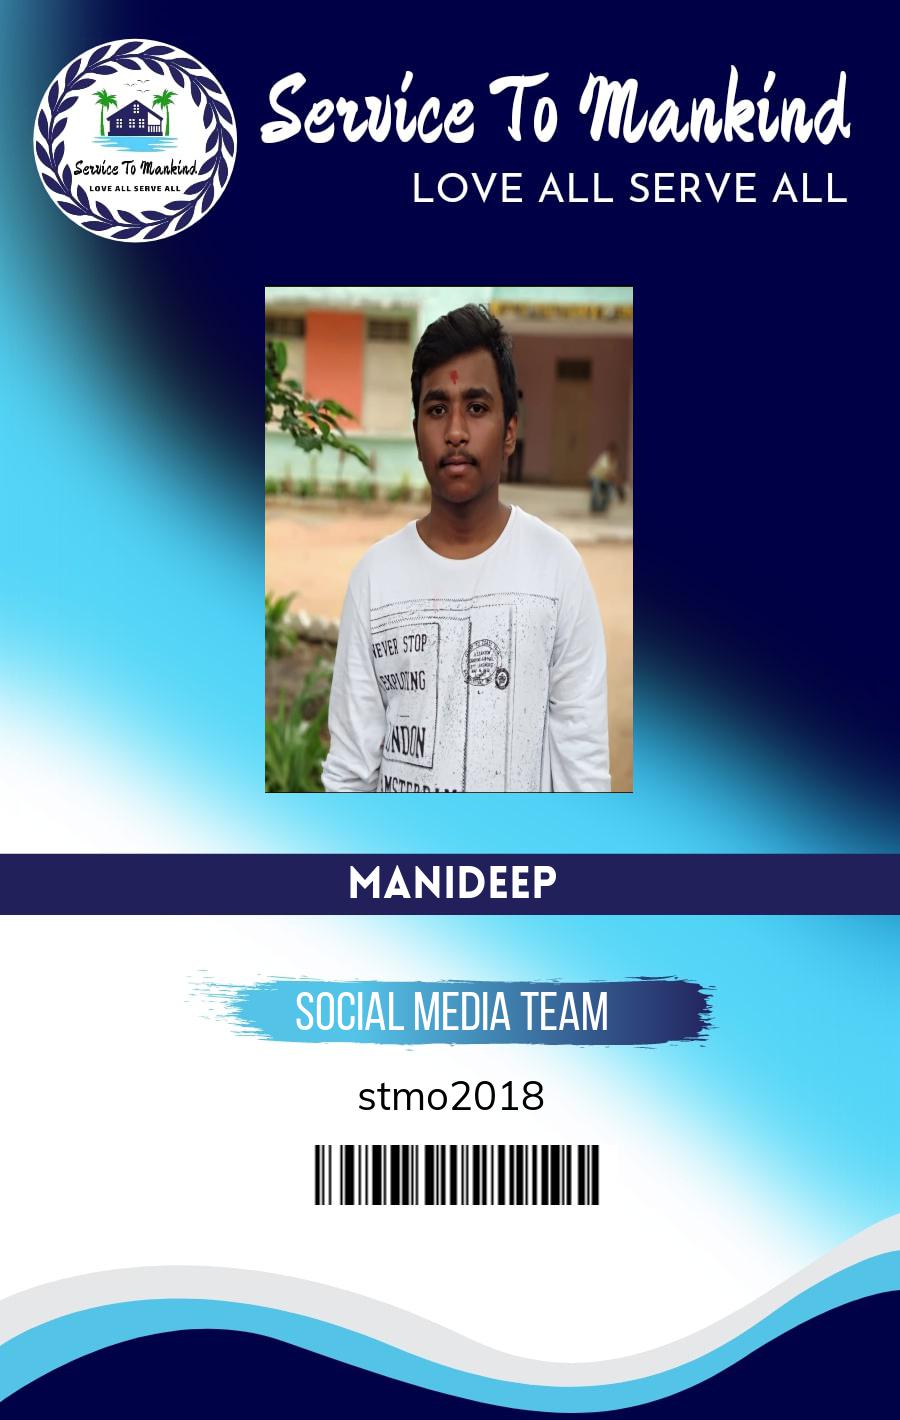 Service To Mankind
LOVE ALL SERVE ALL
Service To Mankind
LOVE ALL SERVE ALL
NEVER STOP
EXPLORING
LONDON
AMSTERDAM
MANIDEEP
SOCIAL MEDIA TEAM
stmo2018